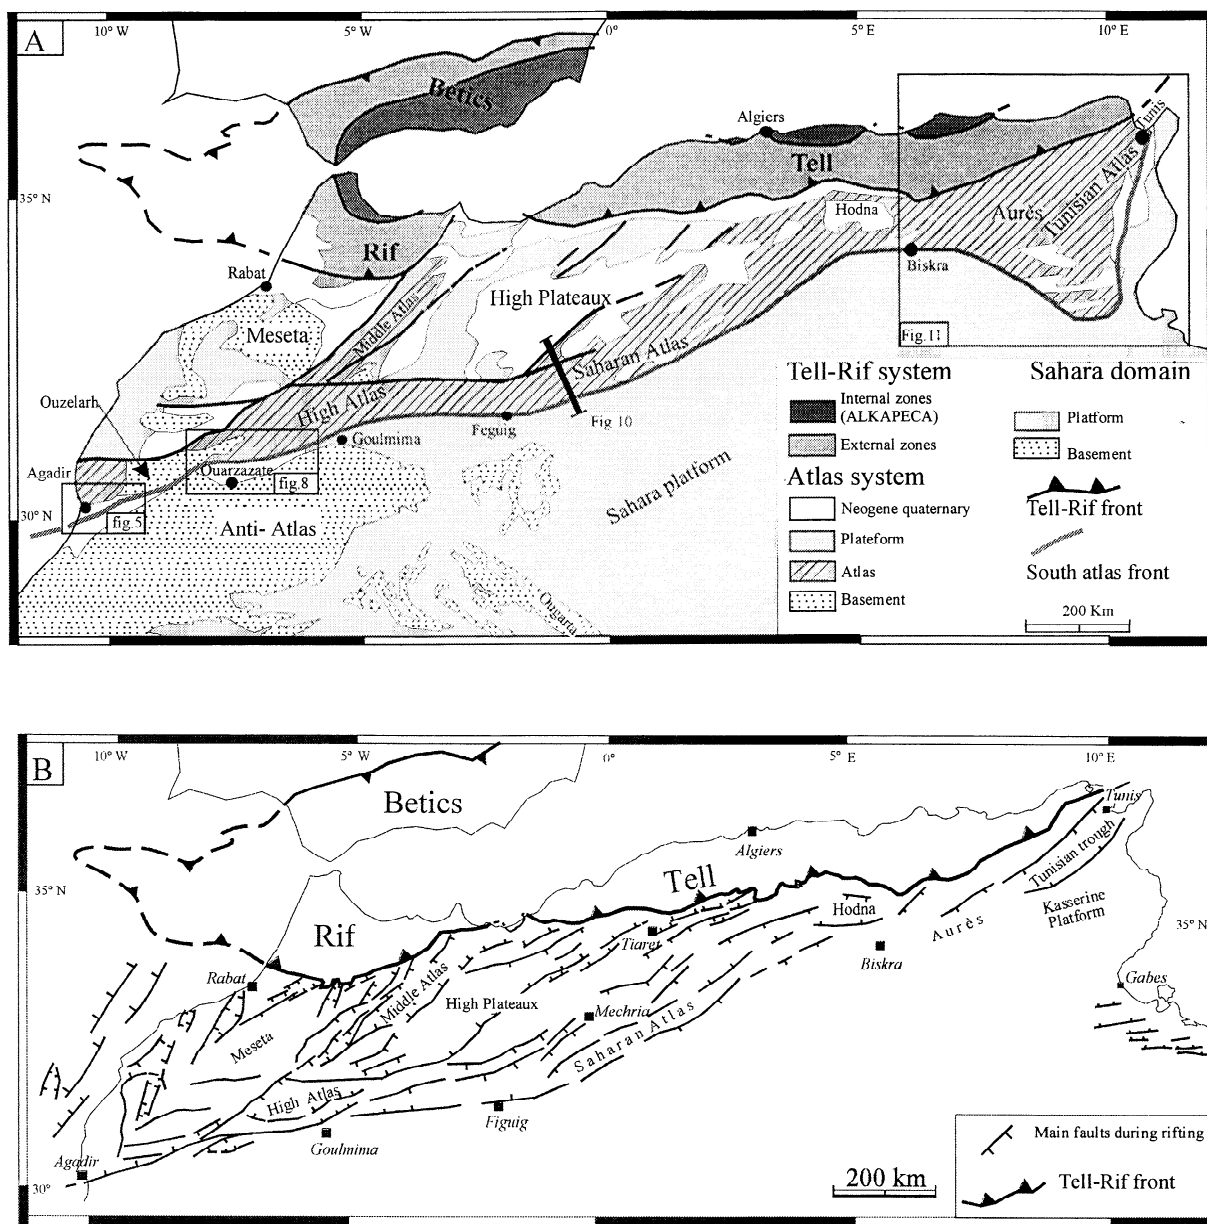 A
10° W
5° W
0°
5° E
10° E
Betics
Algiers
Tunis
Tell
35° N
Tunisian Atlas
Hodna
Aurès
Rif
Rabat
Biskra
High Plateaux
Middle Atlas
Meseta
Fig.11
Saharan Atlas
Tell-Rif system
Sahara domain
Internal zones
(ALKAPECA)
Platform
Ouzelarh
High Atlas
External zones
Basement
Feguig
Fig 10
Goulmima
Atlas system
Agadir
Ouarzazate
fig.8
Sahara platform
Neogene quaternary
Tell-Rif front
30° N
fig.5
Anti- Atlas
Plateform
Atlas
South atlas front
Basement
Ougarta
200 Km
B
10° W
5° W
0°
5° E
10° E
Betics
Tunis
Algiers
Tunisian trough
Tell
35° N
Kasserine
Platform
Hodna
Rif
Aurès
35° N
Tiaret
Biskra
Rabat
Middle Atlas
Gabes
High Plateaux
Mechria
Meseta
Saharan Atlas
High Atlas
Figuig
Main faults during rifting
Goulmima
Agadir
200 km
Tell-Rif front
30°